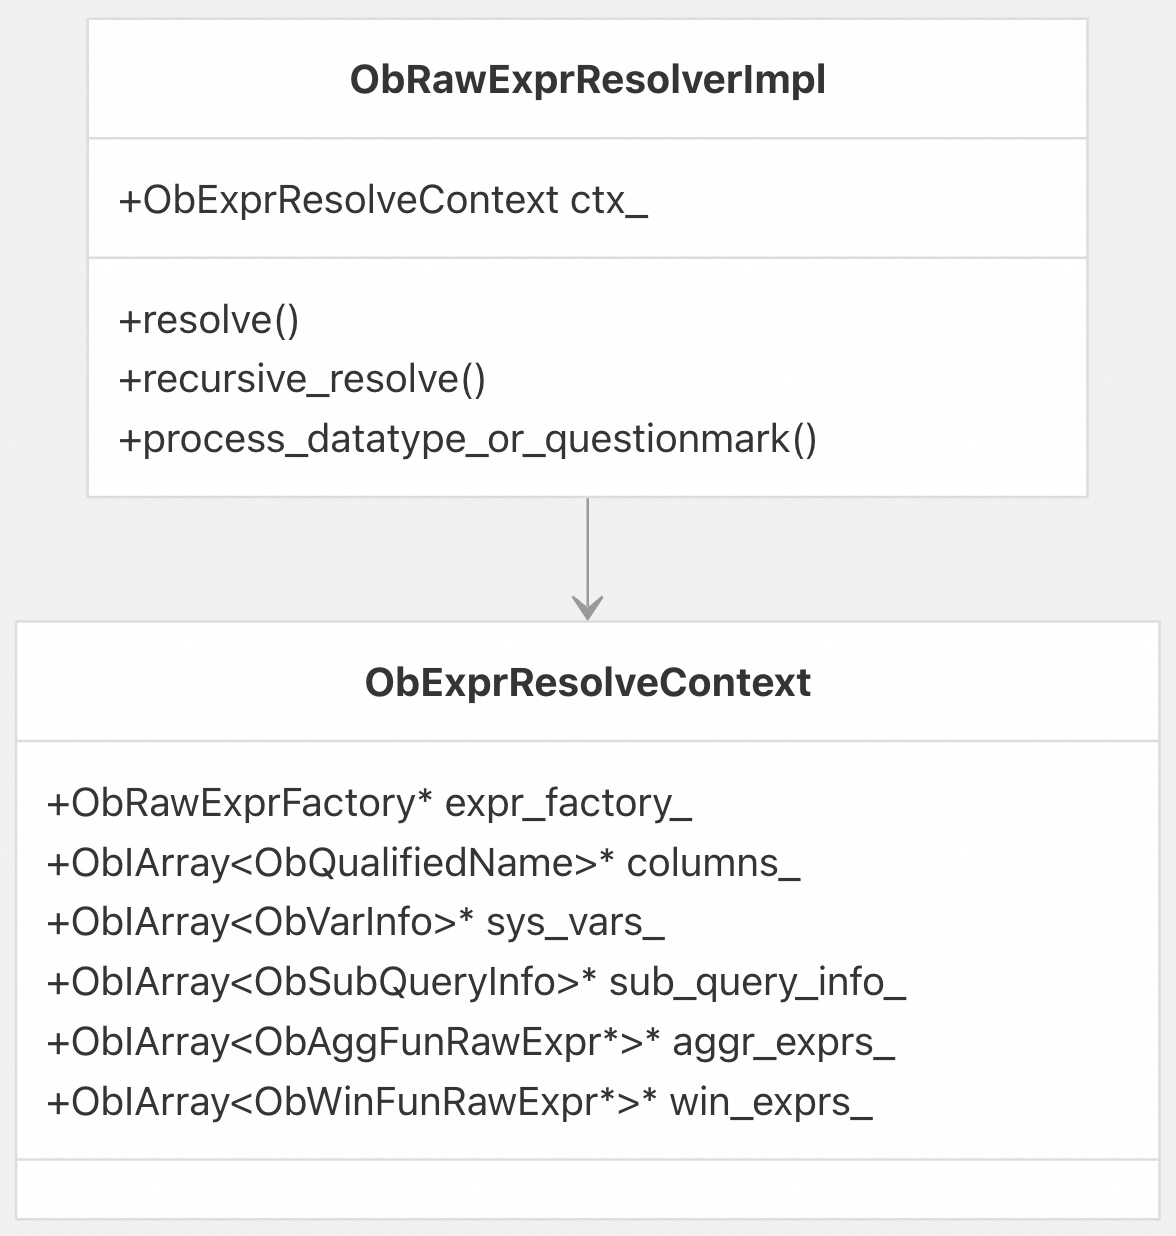 ObRawExprResolverImpl
+ObExprResolveContext ctx_
+resolve()
+recursive_resolve()
+process_datatype_or_questionmark()
ObExprResolveContext
+ObRawExprFactory* expr_factory_
+ObIArray<ObQualifiedName>* columns_
+ObIArray<ObVarInfo>* sys_vars_
+ObIArray<ObSubQueryInfo>* sub_query_info_
+ObIArray<ObAggFunRawExpr*>* aggr_exprs_
+ObIArray<ObWinFunRawExpr*>* win_exprs_